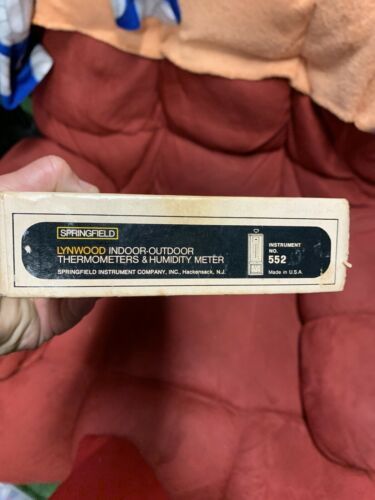 SPRINGFIELD
LYNWOOD INDOOR-OUTDOOR
THERMOMETERS & HUMIDITY METER
SPRINGFIELD INSTRUMENT COMPANY, INC., Hackensack, N.J.
INSTRUMENT
NO.
552
Made in U.S.A.